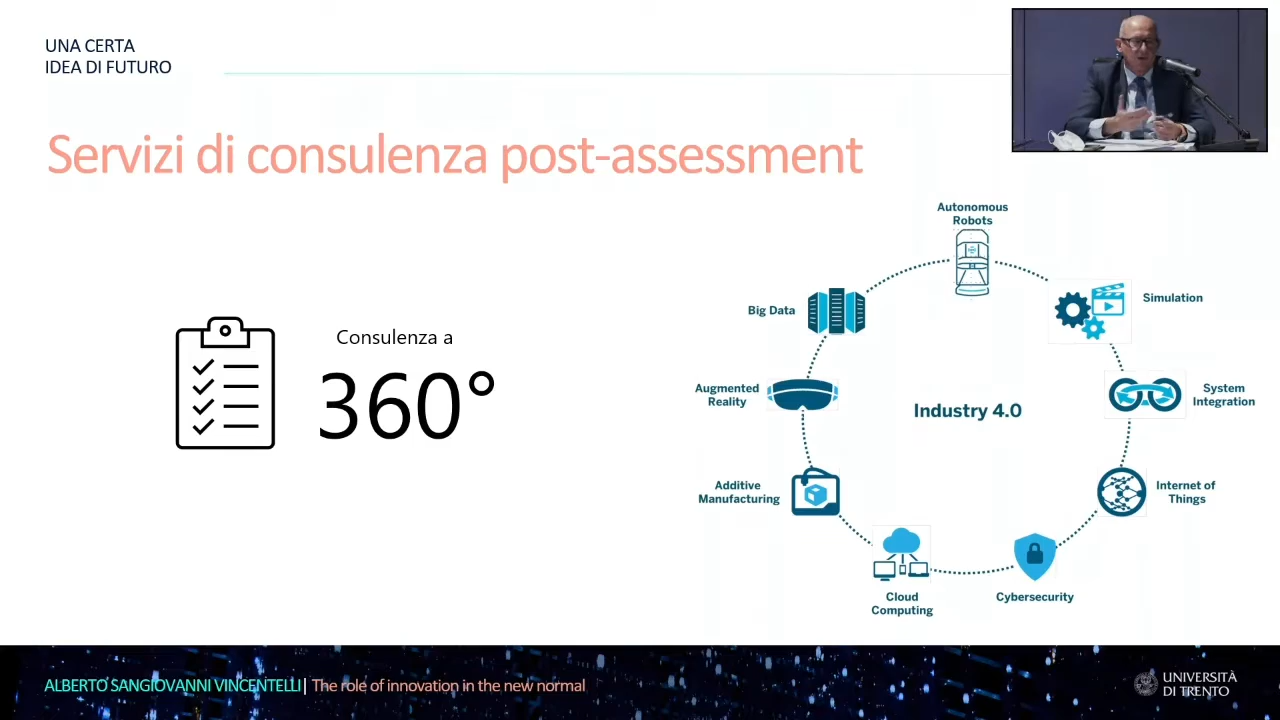 UNA CERTA
IDEA DI FUTURO
Servizi di consulenza post-assessment
Consulenza a
360°
Autonomous
Robots
Simulation
System
Integration
Internet of
Things
Cybersecurity
Cloud
Computing
Additive
Manufacturing
Augmented
Reality
Big Data
Industry 4.0
ALBERTO SANGIOVANNI VINCENTELLI| The role of innovation in the new normal
UNIVERSITÀ
DI TRENTO